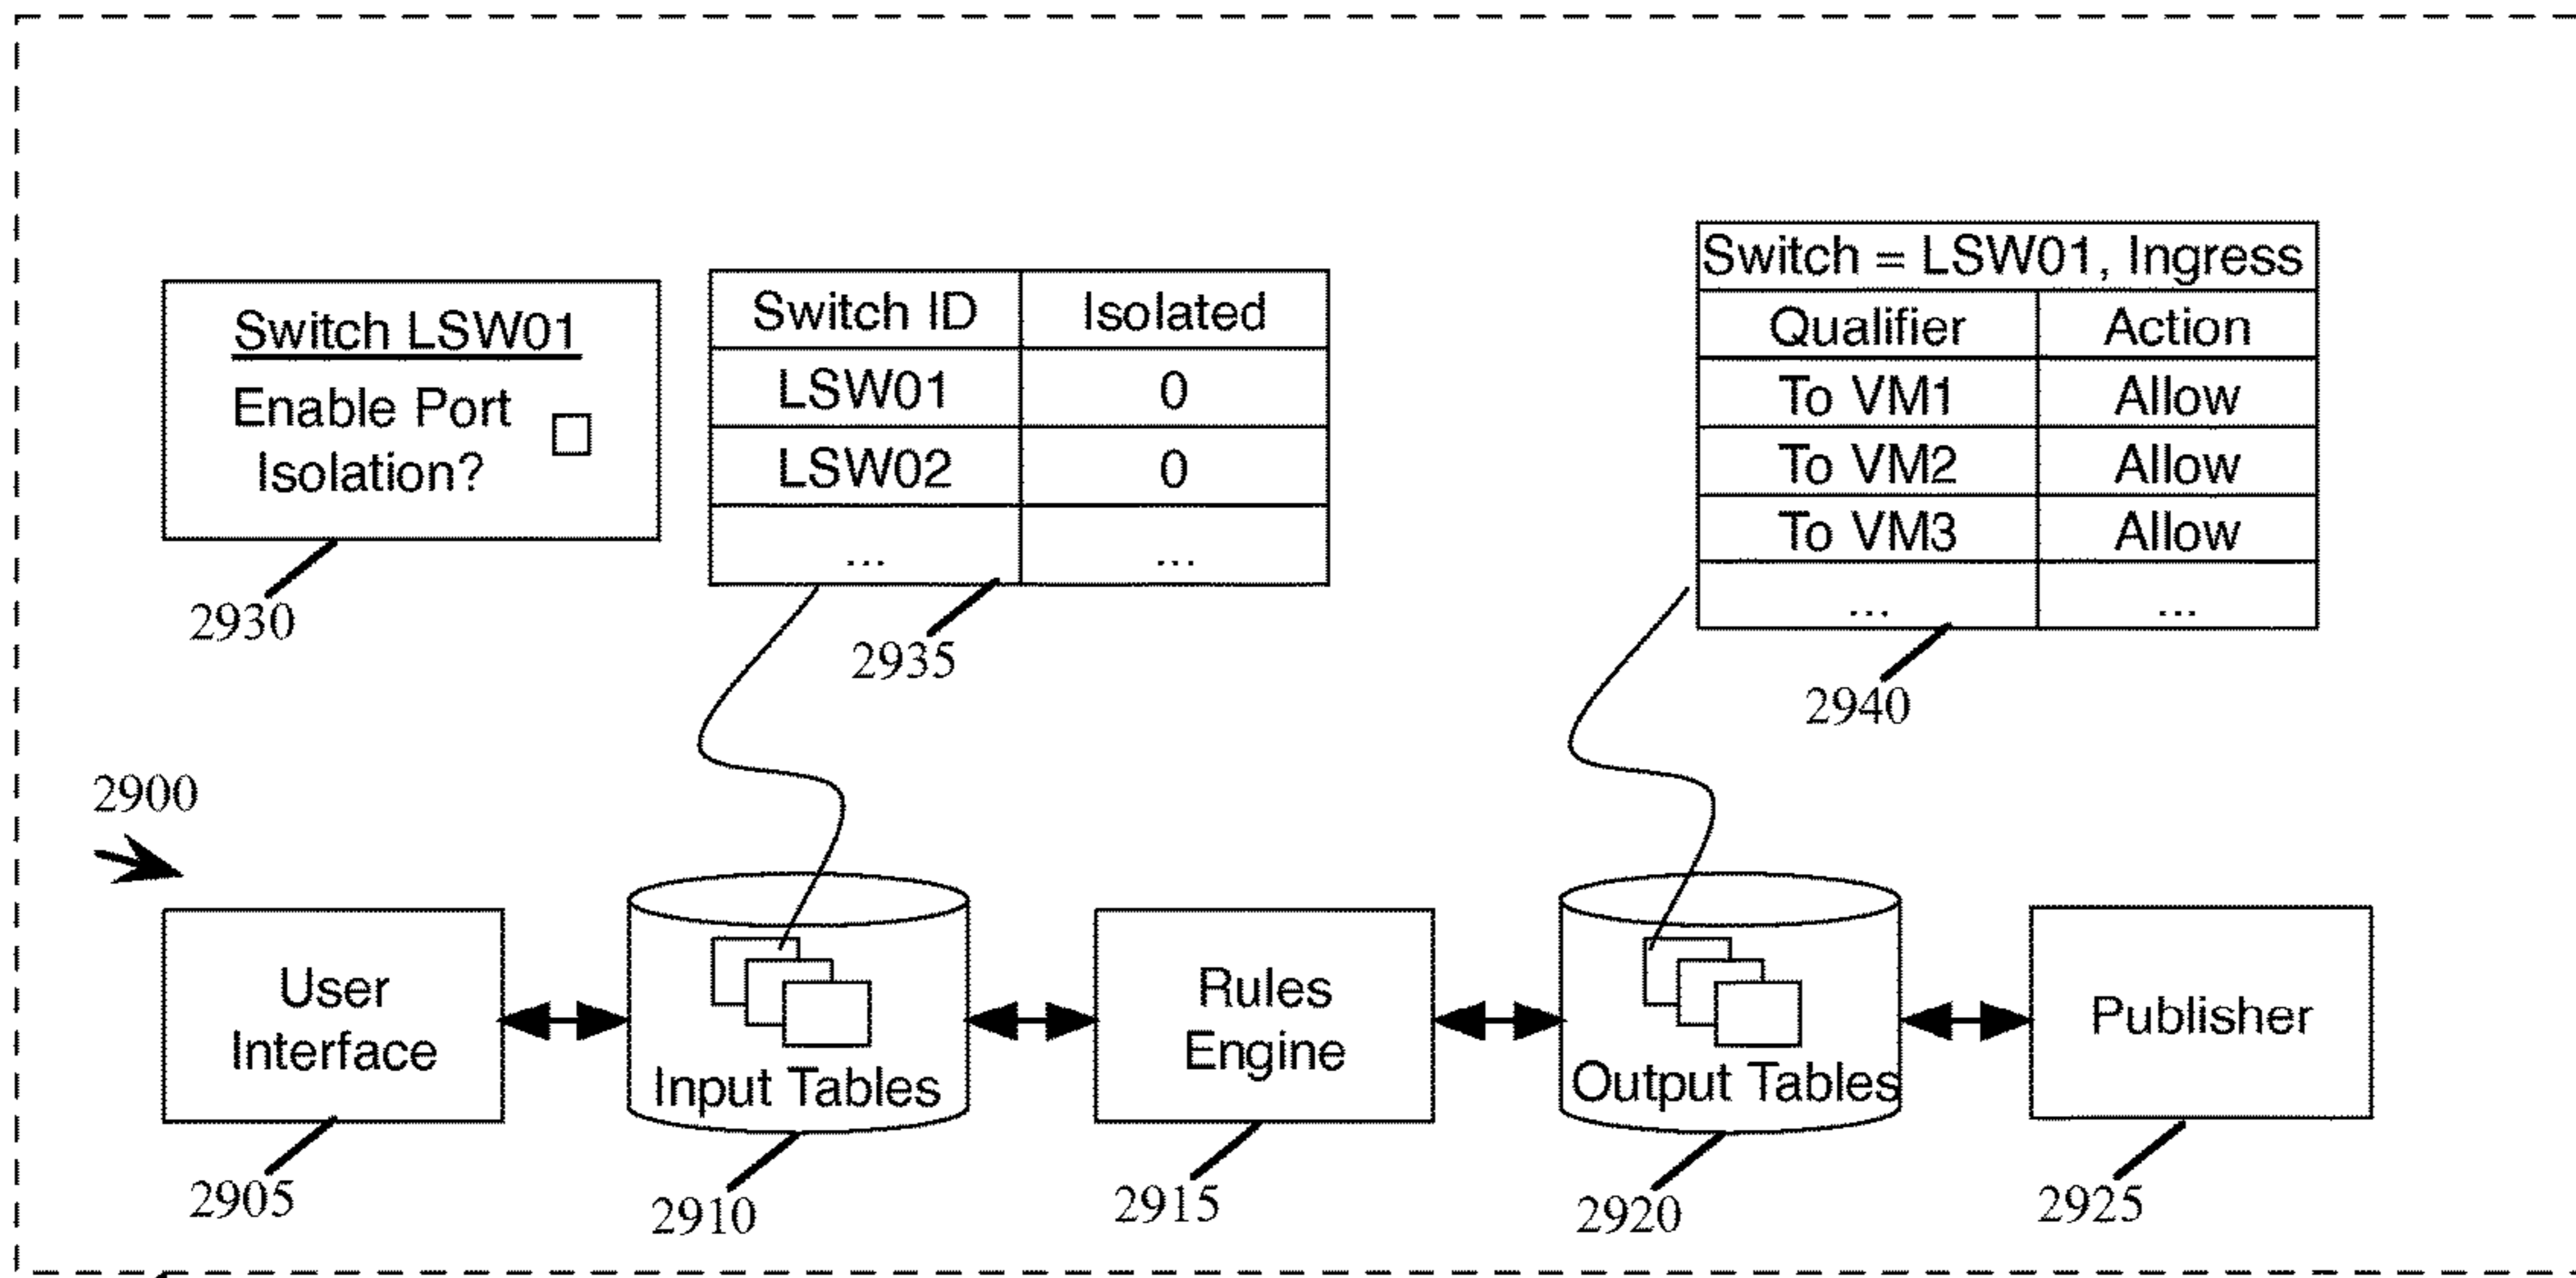 Switch LSW01
Enable Port
Isolation?
2930
Switch ID Isolated
LSW01 0
LSW02 0
... ...
2935
Switch = LSW01, Ingress
Qualifier Action
To VM1 Allow
To VM2 Allow
To VM3 Allow
... ...
2940
2900
User
Interface
2905
Input Tables
2910
Rules
Engine
2915
Output Tables
2920
Publisher
2925